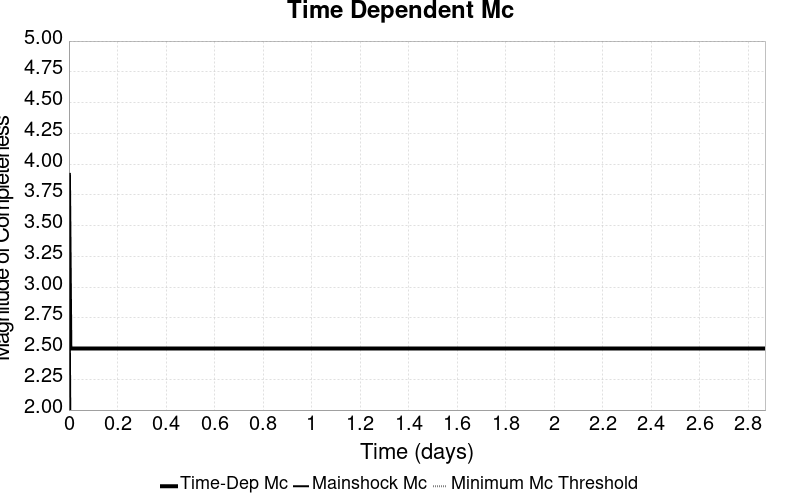 Time Dependent Mc
5.00
4.75
4.50
4.25
4.00
3.75
3.50
3.25
3.00
2.75
2.50
2.25
2.00
Magnitude of Completeness
0 0.2 0.4 0.6 0.8 1 1.2 1.4 1.6 1.8 2 2.2 2.4 2.6 2.8
Time (days)
Time-Dep Mc Mainshock Mc Minimum Mc Threshold